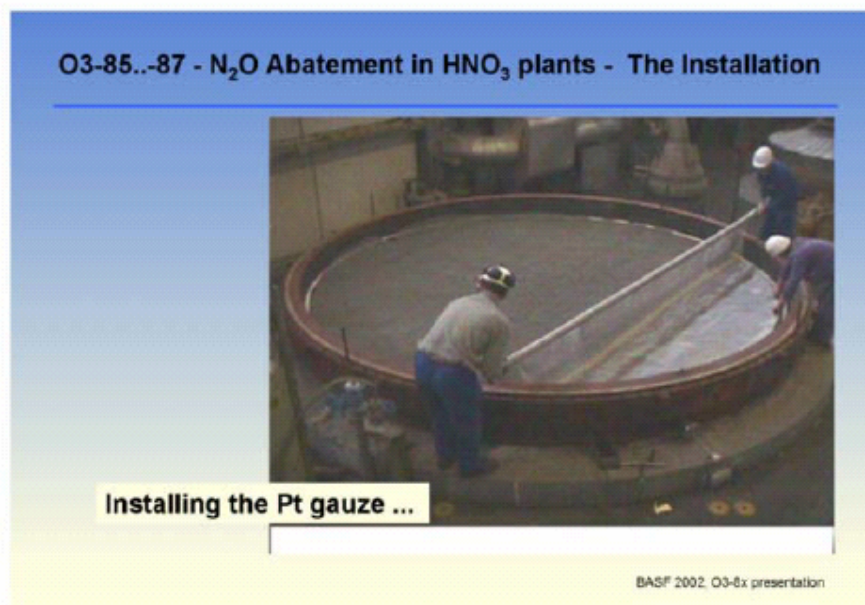 O3-85..-87 - N₂O Abatement in HNO₃ plants - The Installation
Installing the Pt gauze ...
BASF 2002, O3-8x presentation